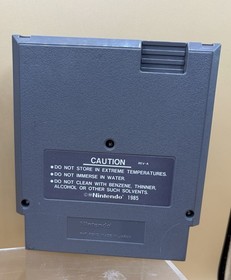 CAUTION REV-A
●DO NOT STORE IN EXTREME TEMPERATURES.
●DO NOT IMMERSE IN WATER.
●DO NOT CLEAN WITH BENZENE, THINNER,
ALCOHOL OR OTHER SUCH SOLVENTS.
©Nintendo 1985